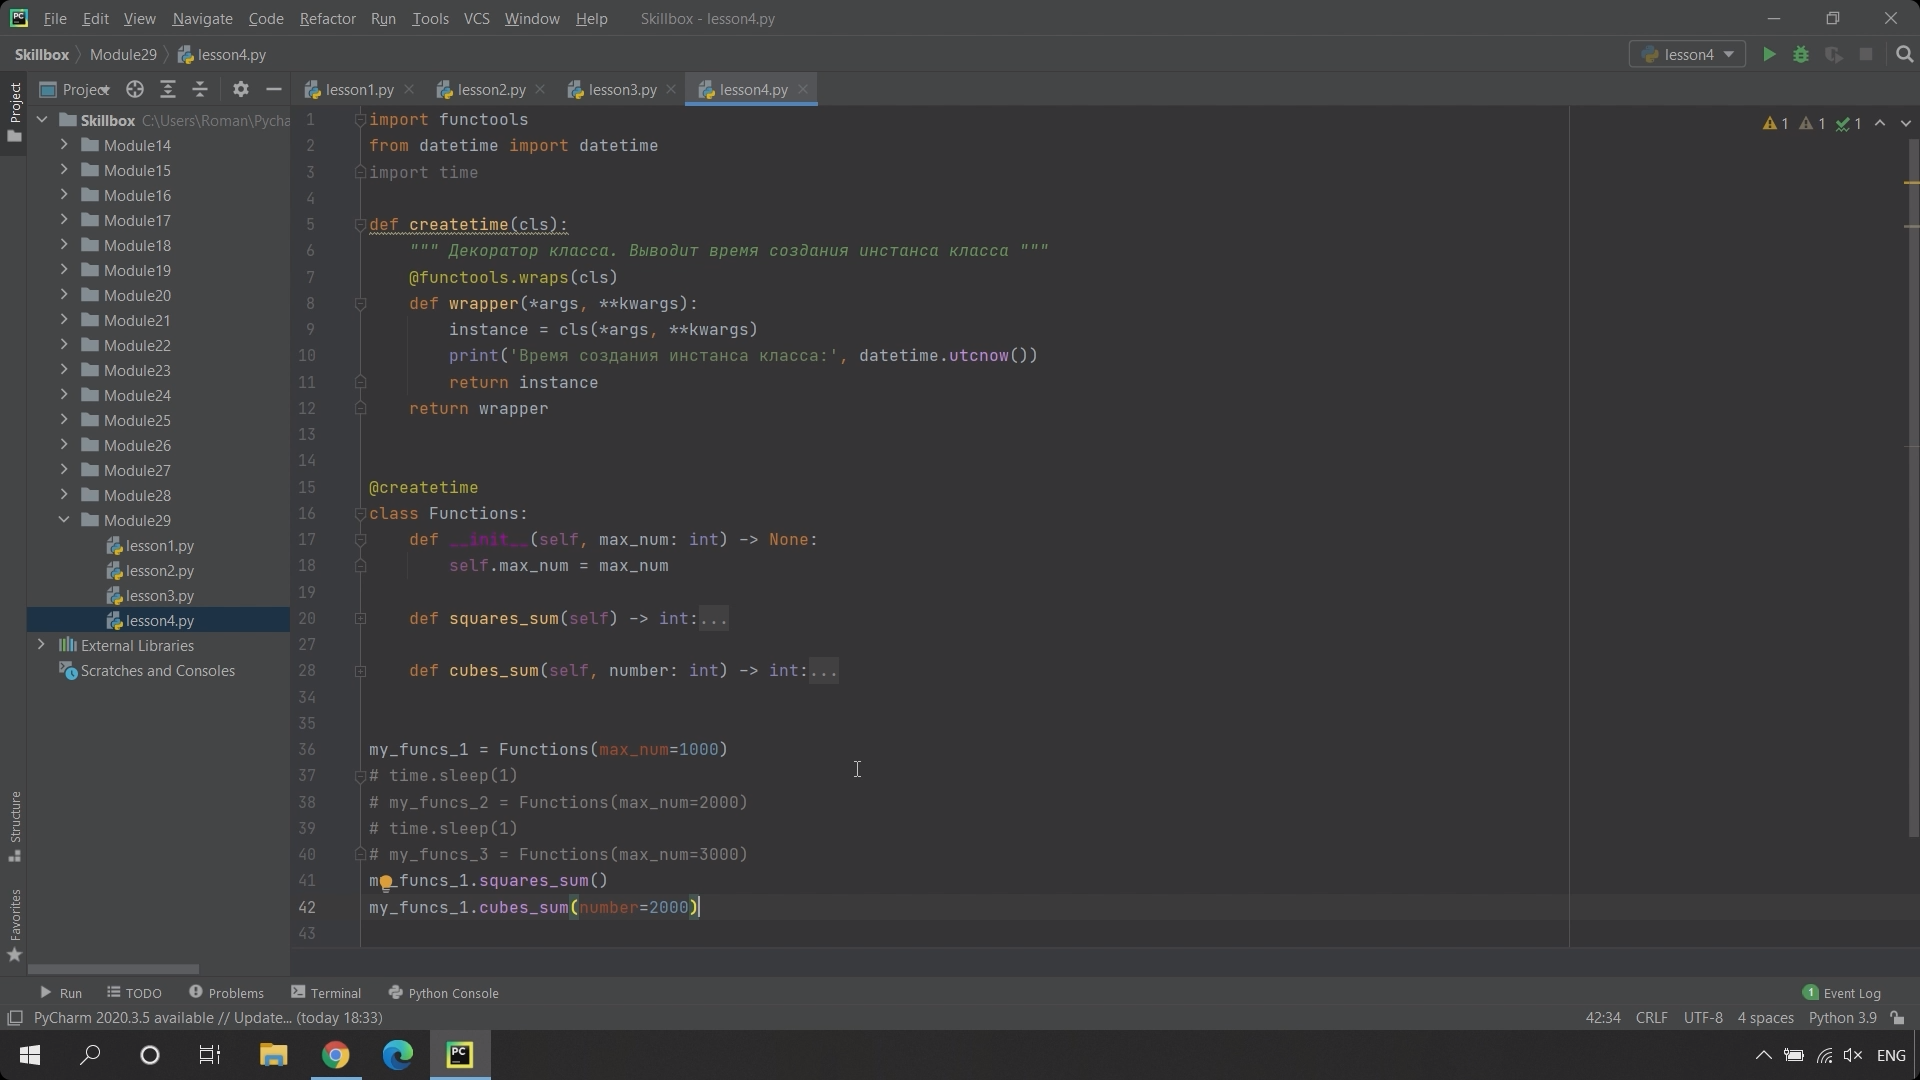 File Edit View Navigate Code Refactor Run Tools VCS Window Help Skillbox - lesson4.py
Skillbox Module29 lesson4.py lesson4
Project lesson1.py lesson2.py lesson3.py lesson4.py
Project
Skillbox C:\Users\Roman\Pycha
Module14
Module15
Module16
Module17
Module18
Module19
Module20
Module21
Module22
Module23
Module24
Module25
Module26
Module27
Module28
Module29
lesson1.py
lesson2.py
lesson3.py
lesson4.py
External Libraries
Scratches and Consoles
Structure
Favorites
1 import functools
2 from datetime import datetime
3 import time
4
5 def createtime(cls):
6 """ Декоратор класса. Выводит время создания инстанса класса """
7 @functools.wraps(cls)
8 def wrapper(*args, **kwargs):
9 instance = cls(*args, **kwargs)
10 print('Время создания инстанса класса:', datetime.utcnow())
11 return instance
12 return wrapper
13
14
15 @createtime
16 class Functions:
17 def __init__(self, max_num: int) -> None:
18 self.max_num = max_num
19
20 def squares_sum(self) -> int:...
27
28 def cubes_sum(self, number: int) -> int:...
34
35
36 my_funcs_1 = Functions(max_num=1000)
37 # time.sleep(1)
38 # my_funcs_2 = Functions(max_num=2000)
39 # time.sleep(1)
40 # my_funcs_3 = Functions(max_num=3000)
41 my_funcs_1.squares_sum()
42 my_funcs_1.cubes_sum(number=2000)
43
1 1 1
Run TODO Problems Terminal Python Console 1 Event Log
PyCharm 2020.3.5 available // Update... (today 18:33) 42:34 CRLF UTF-8 4 spaces Python 3.9
ENG